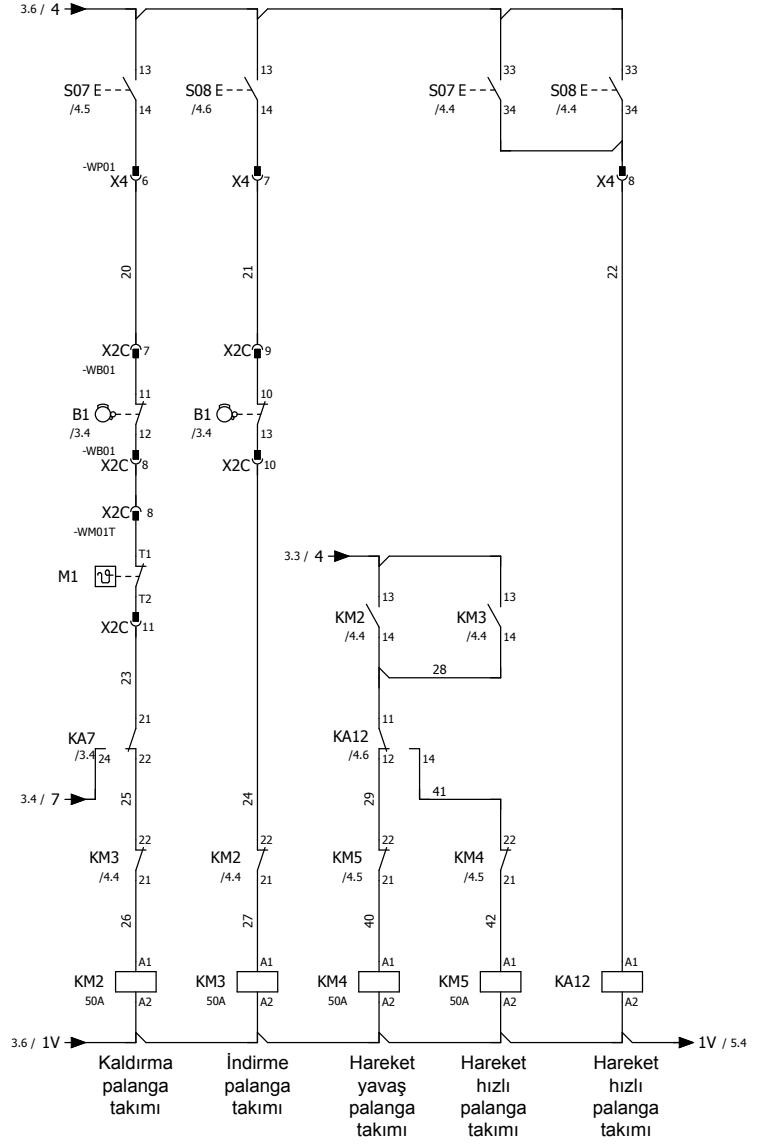 3.6 / 4
13 13 33 33
S07 E S08 E S07 E S08 E
/4.5 14 /4.6 14 /4.4 34 /4.4 34
-WP01
X4 6 X4 7 X4 8
20 21 22
X2C 7 X2C 9
-WB01
11 10
B1 B1
/3.4 12 /3.4 13
-WB01
X2C 8 X2C 10
X2C 8
-WM01T
T1
3.3 / 4
M1
T2 13 13
KM2 KM3
X2C 11 /4.4 14 /4.4 14
23 28
21 11
KA7 KA12
/3.4 24 22 /4.6 12 14
3.4 / 7 25 24 29 41
22 22 22 22
KM3 KM2 KM5 KM4
/4.4 21 /4.4 21 /4.5 21 /4.5 21
26 27 40 42
A1 A1 A1 A1 A1
KM2 KM3 KM4 KM5 KA12
50A A2 50A A2 50A A2 50A A2 A2
3.6 / 1V 1V / 5.4
Kaldırma İndirme Hareket Hareket Hareket
palanga palanga yavaş hızlı hızlı
takımı takımı palanga palanga palanga
takımı takımı takımı